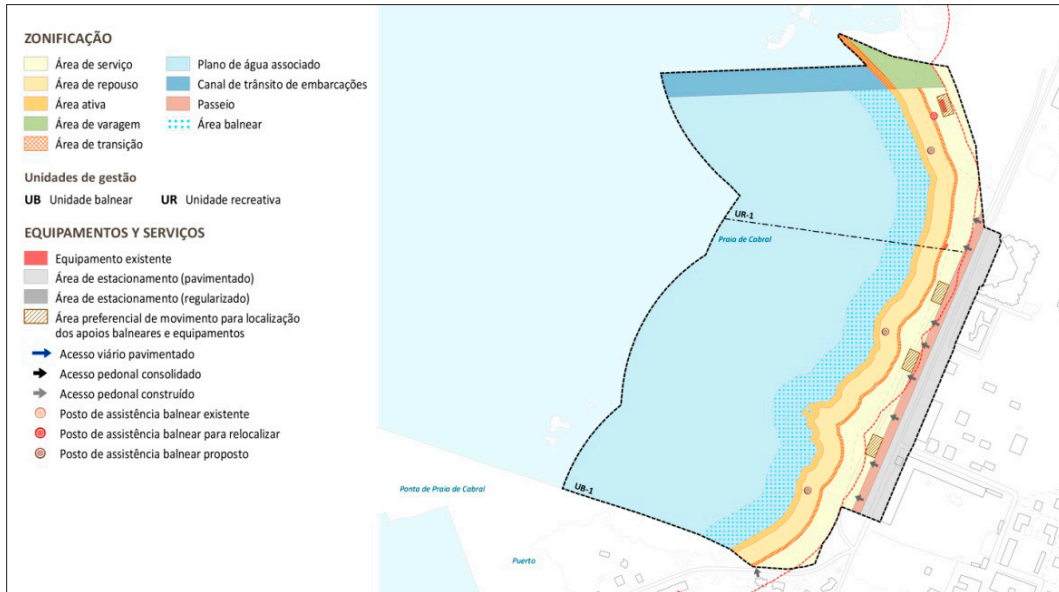 ZONIFICAÇÃO
Área de serviço
Área de repouso
Área ativa
Área de varagem
Área de transição
Plano de água associado
Canal de trânsito de embarcações
Passeio
Área balnear
Unidades de gestão
UB Unidade balnear UR Unidade recreativa
EQUIPAMENTOS Y SERVIÇOS
Equipamento existente
Área de estacionamento (pavimentado)
Área de estacionamento (regularizado)
Área preferencial de movimento para localização
dos apoios balneares e equipamentos
Acesso viário pavimentado
Acesso pedonal consolidado
Acesso pedonal construído
Posto de assistência balnear existente
Posto de assistência balnear para relocalizar
Posto de assistência balnear proposto
UR-1
Praia de Cabral
UB-1
Ponta de Praia de Cabral
Puerto